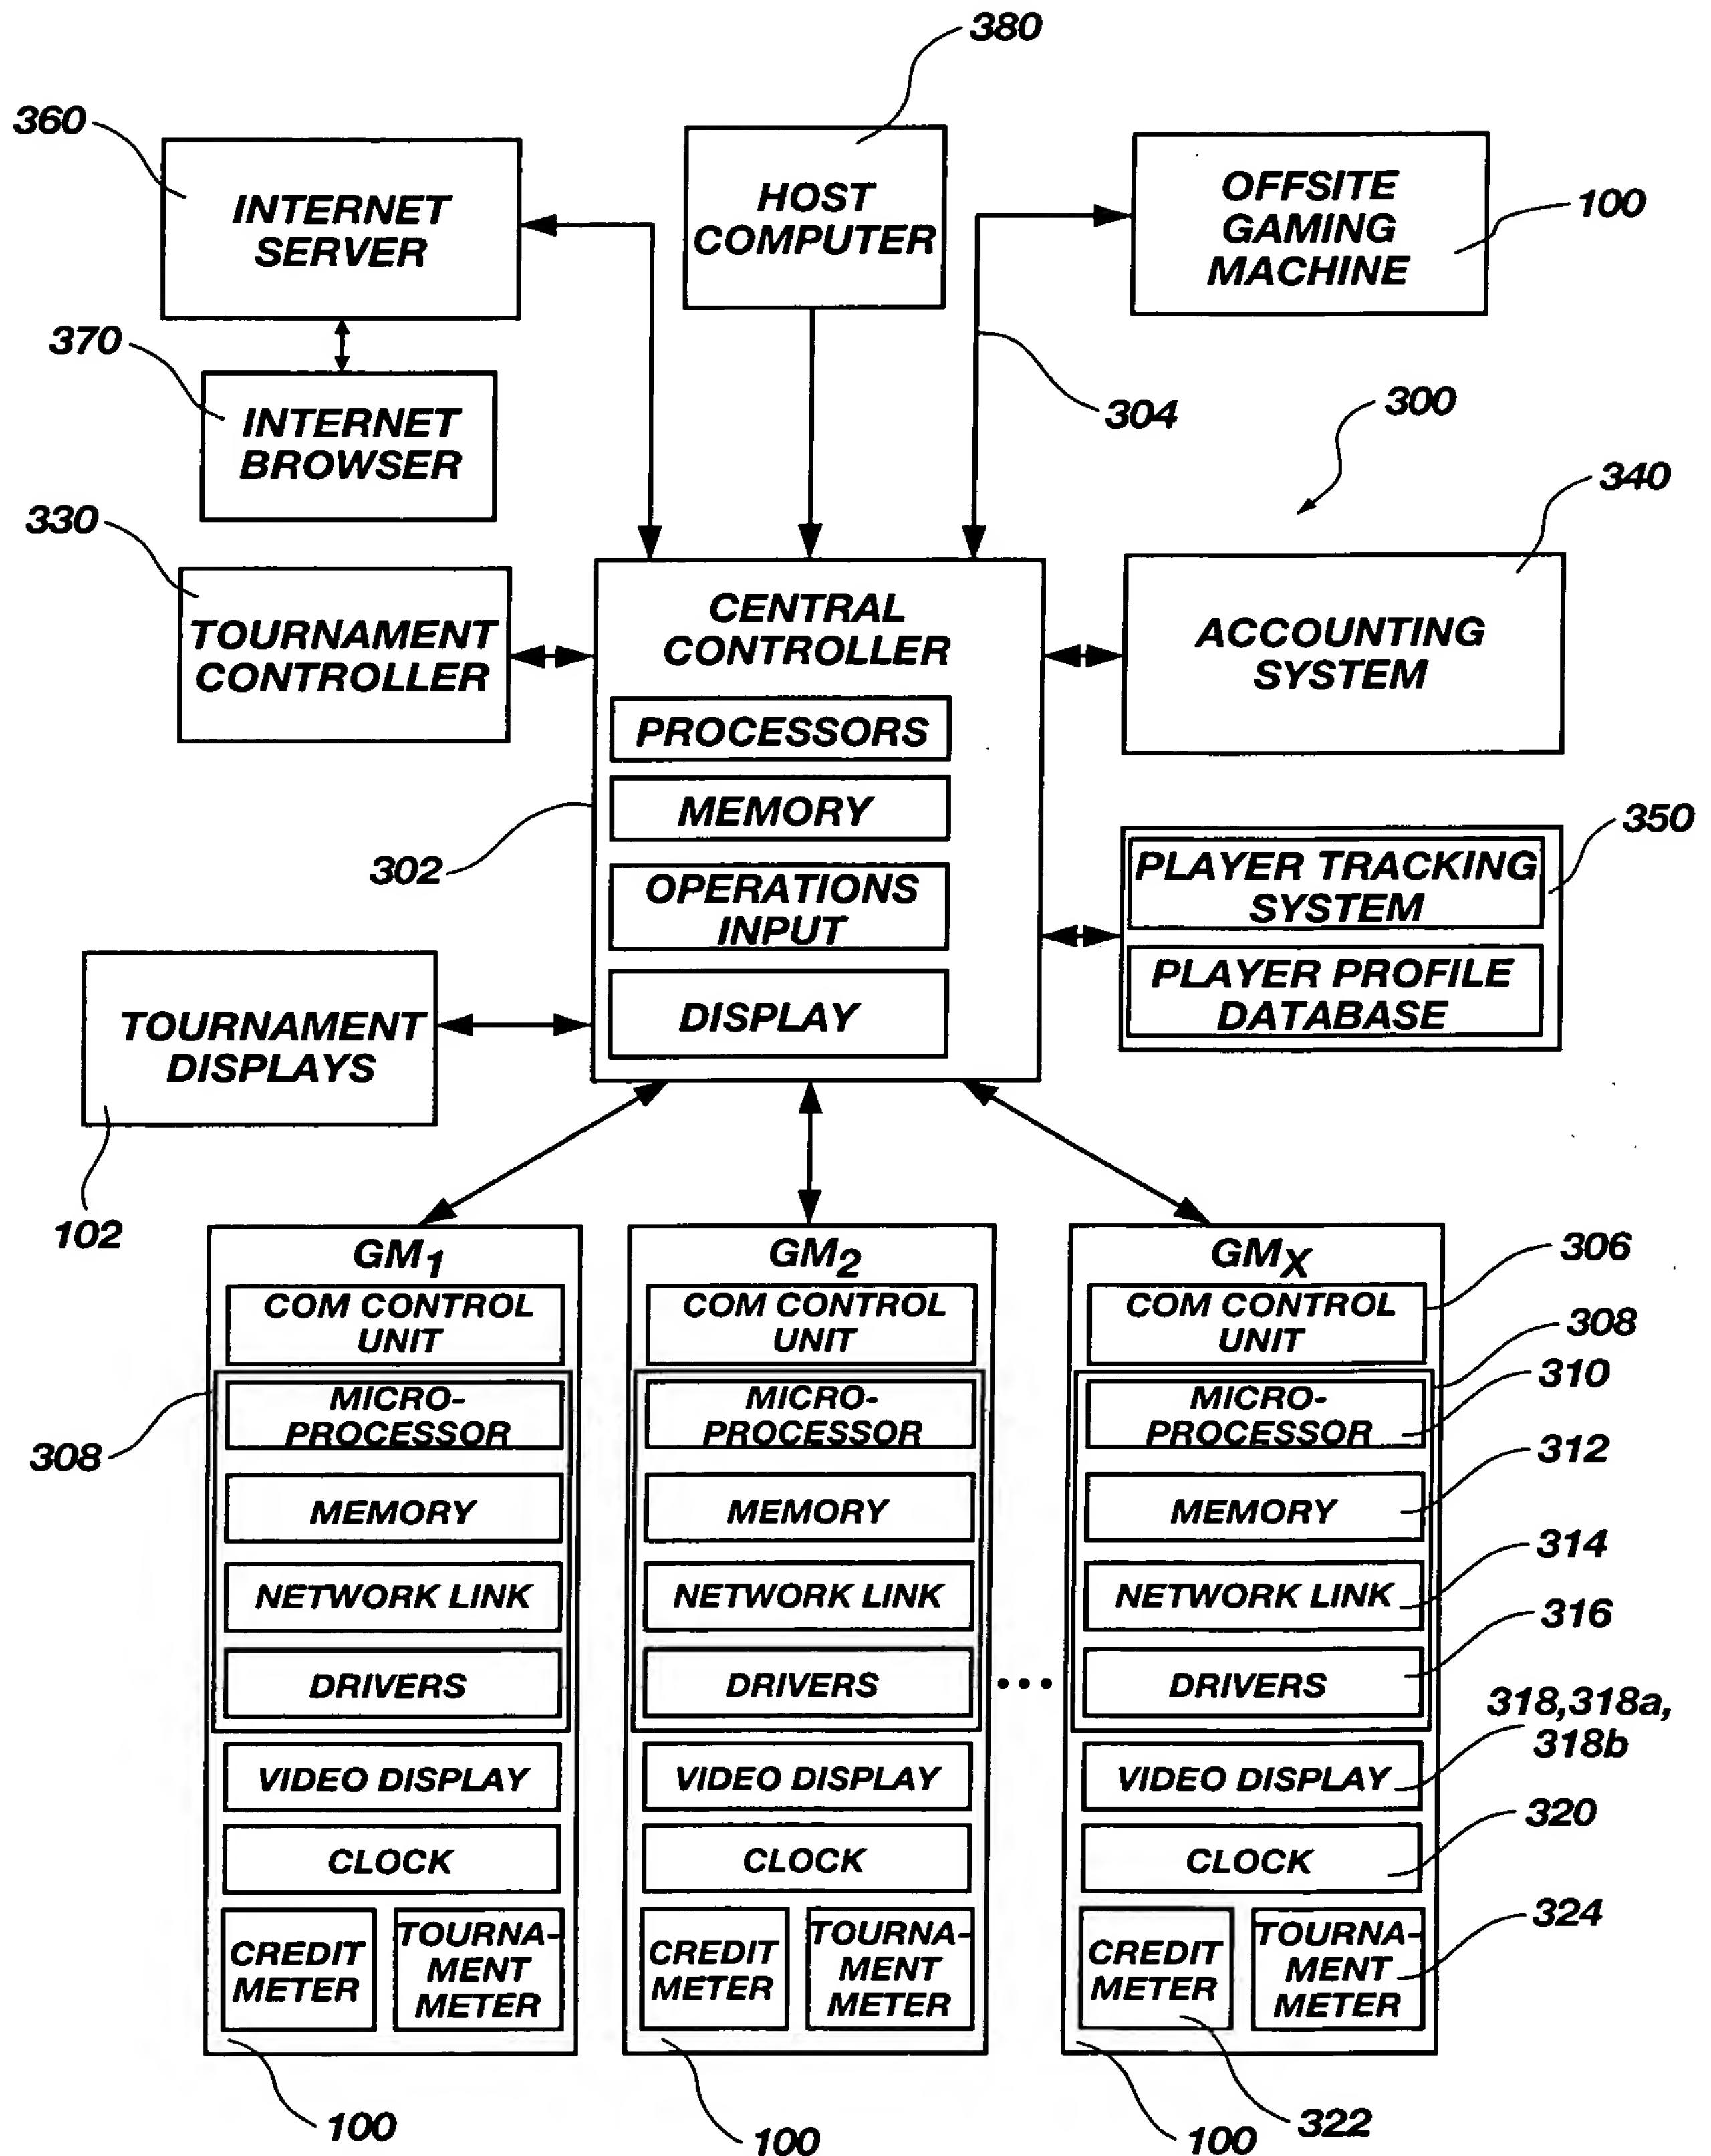 380
360
INTERNET
SERVER
HOST
COMPUTER
OFFSITE
GAMING
MACHINE
100
370
INTERNET
BROWSER
304
300
340
330
TOURNAMENT
CONTROLLER
CENTRAL
CONTROLLER
PROCESSORS
MEMORY
OPERATIONS
INPUT
DISPLAY
302
ACCOUNTING
SYSTEM
350
PLAYER TRACKING
SYSTEM
PLAYER PROFILE
DATABASE
TOURNAMENT
DISPLAYS
102
GM1
COM CONTROL
UNIT
MICRO-
PROCESSOR
MEMORY
NETWORK LINK
DRIVERS
VIDEO DISPLAY
CLOCK
CREDIT
METER
TOURNA-
MENT
METER
308
100
GM2
COM CONTROL
UNIT
MICRO-
PROCESSOR
MEMORY
NETWORK LINK
DRIVERS
VIDEO DISPLAY
CLOCK
CREDIT
METER
TOURNA-
MENT
METER
100
•••
GMX
COM CONTROL
UNIT
MICRO-
PROCESSOR
MEMORY
NETWORK LINK
DRIVERS
VIDEO DISPLAY
CLOCK
CREDIT
METER
TOURNA-
MENT
METER
306
308
310
312
314
316
318,318a,
318b
320
324
322
100